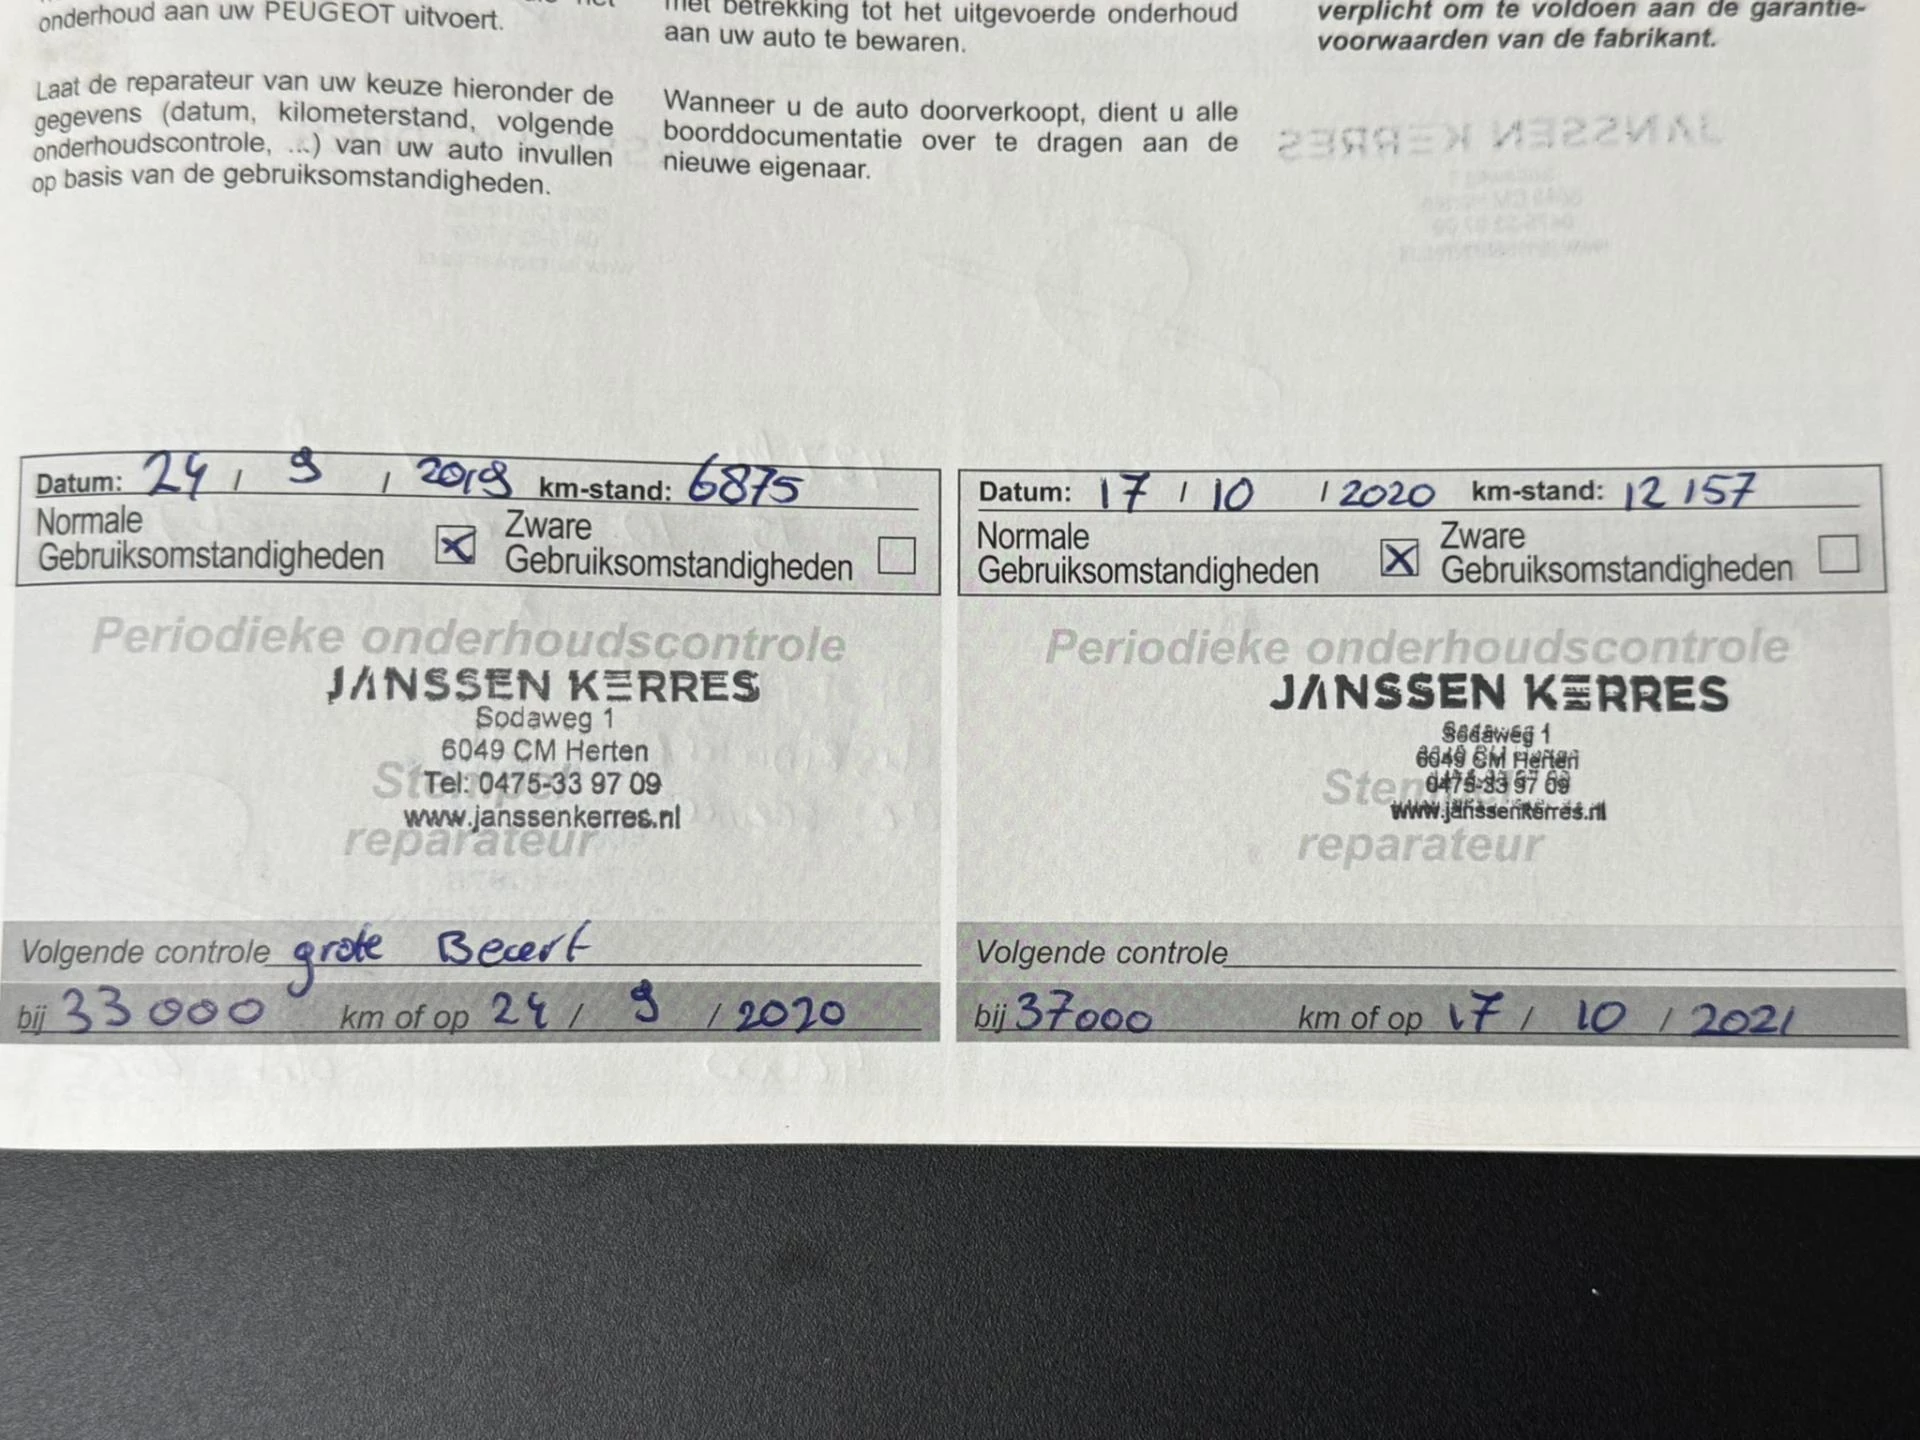 onderhoud aan uw PEUGEOT uitvoert.
Laat de reparateur van uw keuze hieronder de
gegevens (datum, kilometerstand, volgende
onderhoudscontrole, ...) van uw auto invullen
op basis van de gebruiksomstandigheden.
met betrekking tot het uitgevoerde onderhoud
aan uw auto te bewaren.
Wanneer u de auto doorverkoopt, dient u alle
boorddocumentatie over te dragen aan de
nieuwe eigenaar.
verplicht om te voldoen aan de garantie-
voorwaarden van de fabrikant.
JANSSEN KERRES
Datum: 24 / 9 / 2019 km-stand: 6875
Normale
Gebruiksomstandigheden
Zware
Gebruiksomstandigheden
Periodieke onderhoudscontrole
JANSSEN KERRES
Sodaweg 1
6049 CM Herten
Tel: 0475-33 97 09
www.janssenkerres.nl
Stempel
reparateur
Volgende controle grote Beurt
bij 33000 km of op 24 / 9 / 2020
Datum: 17 / 10 / 2020 km-stand: 12157
Normale
Gebruiksomstandigheden
Zware
Gebruiksomstandigheden
Periodieke onderhoudscontrole
JANSSEN KERRES
Sodaweg 1
6049 CM Herten
0475-33 97 09
www.janssenkerres.nl
Stempel
reparateur
Volgende controle
bij 37000 km of op 17 / 10 / 2021